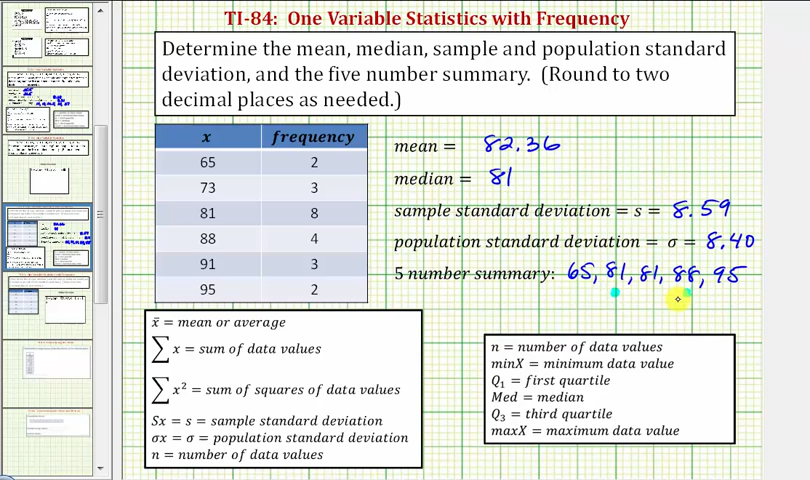 TI-84: One Variable Statistics with Frequency
Determine the mean, median, sample and population standard
deviation, and the five number summary. (Round to two
decimal places as needed.)
x frequency
65 2
73 3
81 8
88 4
91 3
95 2
mean = 82.36
median = 81
sample standard deviation = s = 8.59
population standard deviation = σ = 8.40
5 number summary: 65, 81, 81, 88, 95
x̄ = mean or average
∑ x = sum of data values
∑ x² = sum of squares of data values
Sx = s = sample standard deviation
σx = σ = population standard deviation
n = number of data values
n = number of data values
minX = minimum data value
Q₁ = first quartile
Med = median
Q₃ = third quartile
maxX = maximum data value